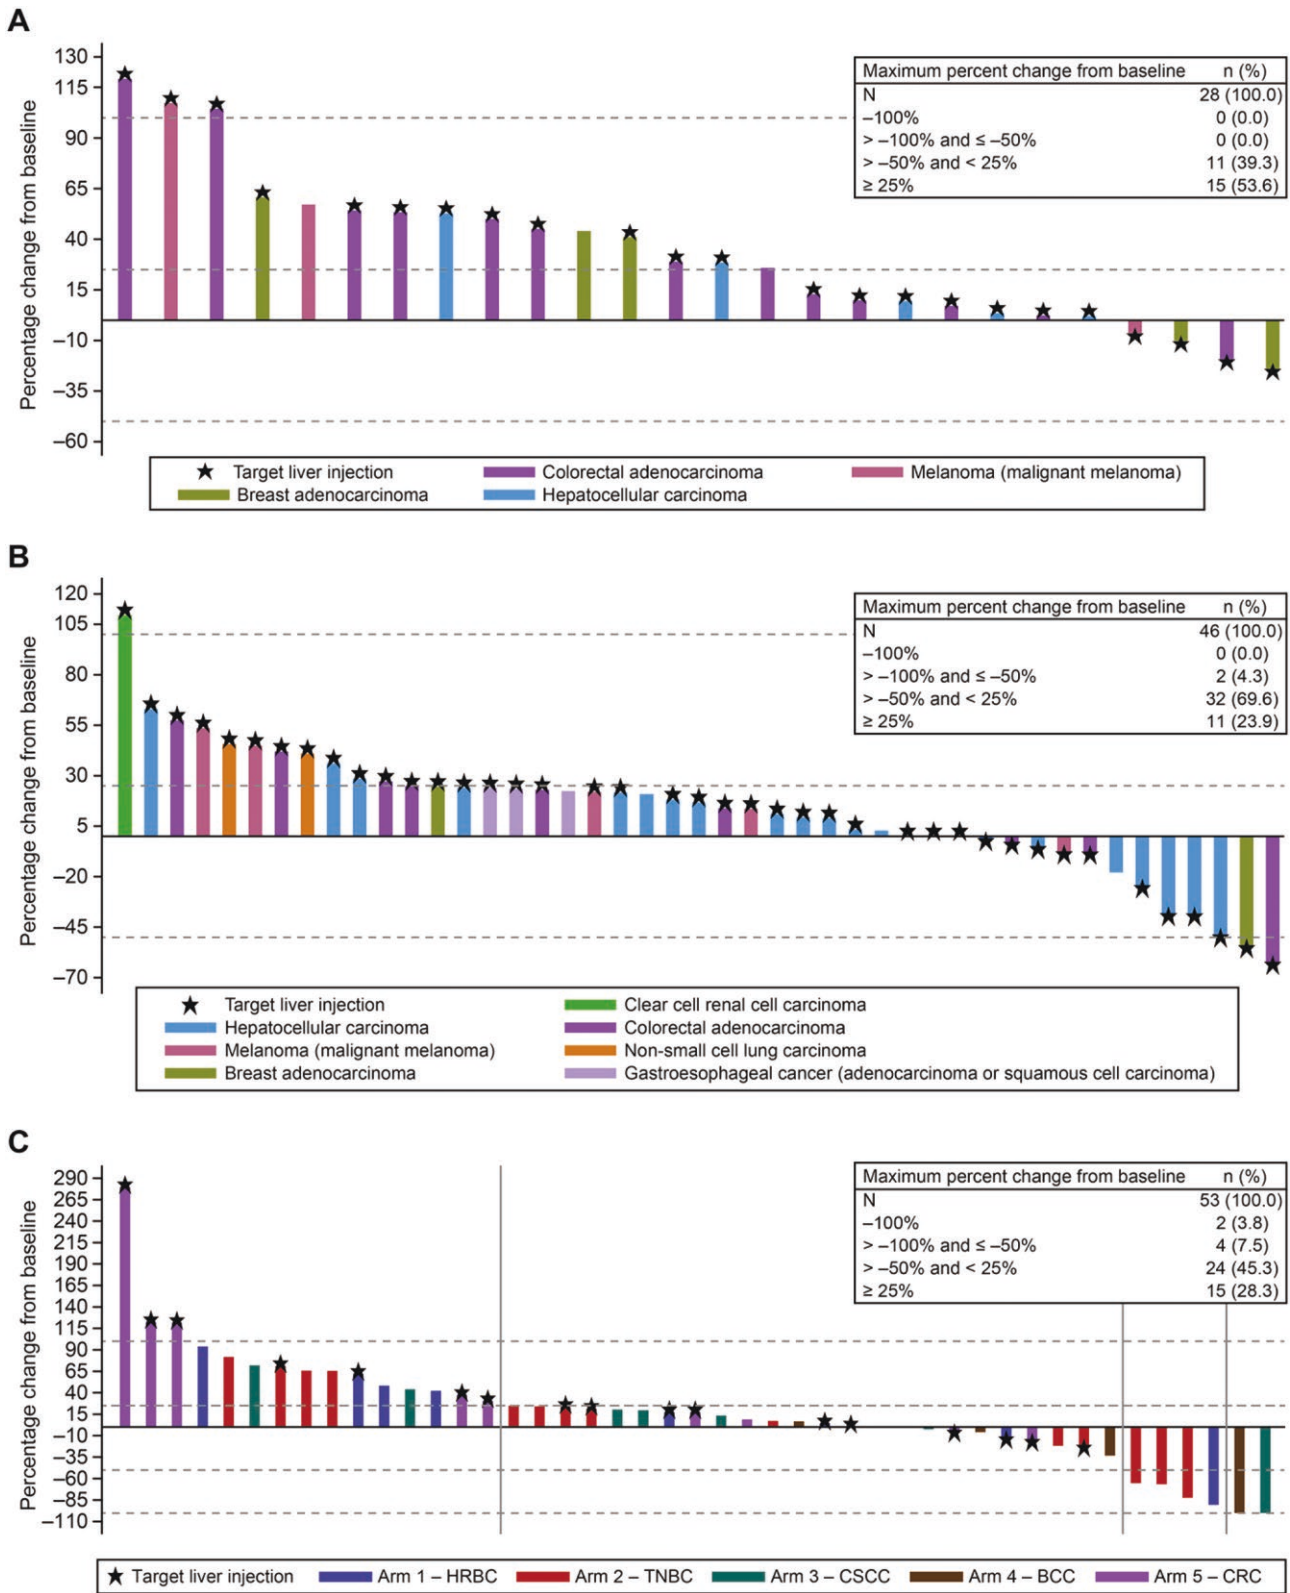 A
Percentage change from baseline
130
115
90
65
40
15
−10
−35
−60
Maximum percent change from baseline n (%)
N 28 (100.0)
−100% 0 (0.0)
> −100% and ≤ −50% 0 (0.0)
> −50% and < 25% 11 (39.3)
≥ 25% 15 (53.6)
★ Target liver injection Colorectal adenocarcinoma Melanoma (malignant melanoma)
Breast adenocarcinoma Hepatocellular carcinoma
B
Percentage change from baseline
120
105
80
55
30
5
−20
−45
−70
Maximum percent change from baseline n (%)
N 46 (100.0)
−100% 0 (0.0)
> −100% and ≤ −50% 2 (4.3)
> −50% and < 25% 32 (69.6)
≥ 25% 11 (23.9)
★ Target liver injection Clear cell renal cell carcinoma
Hepatocellular carcinoma Colorectal adenocarcinoma
Melanoma (malignant melanoma) Non-small cell lung carcinoma
Breast adenocarcinoma Gastroesophageal cancer (adenocarcinoma or squamous cell carcinoma)
C
Percentage change from baseline
290
265
240
215
190
165
140
115
90
65
40
15
−10
−35
−60
−85
−110
Maximum percent change from baseline n (%)
N 53 (100.0)
−100% 2 (3.8)
> −100% and ≤ −50% 4 (7.5)
> −50% and < 25% 24 (45.3)
≥ 25% 15 (28.3)
★ Target liver injection Arm 1 – HRBC Arm 2 – TNBC Arm 3 – CSCC Arm 4 – BCC Arm 5 – CRC